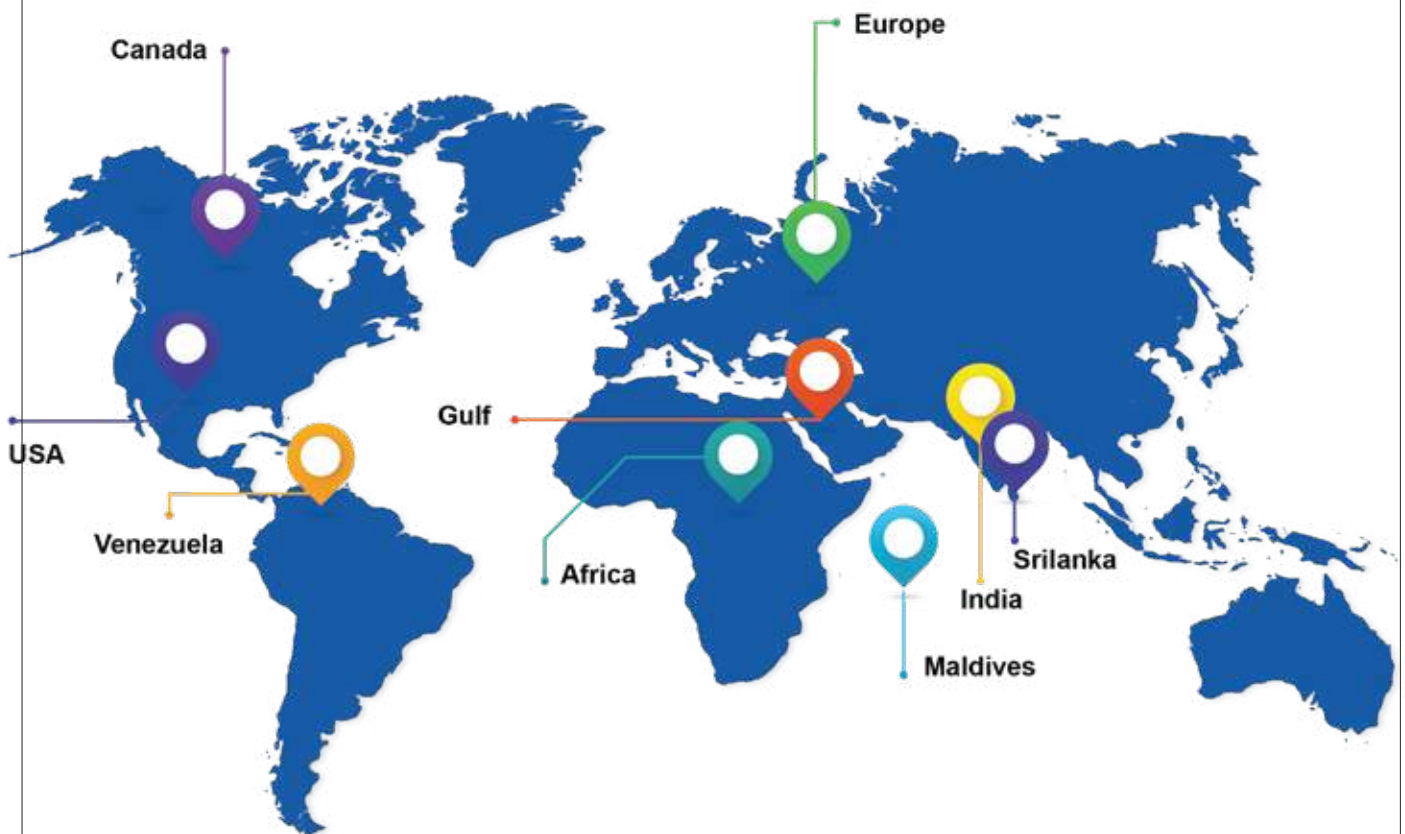 Europe
Canada
Gulf
USA
Venezuela
Srilanka
Africa
India
Maldives